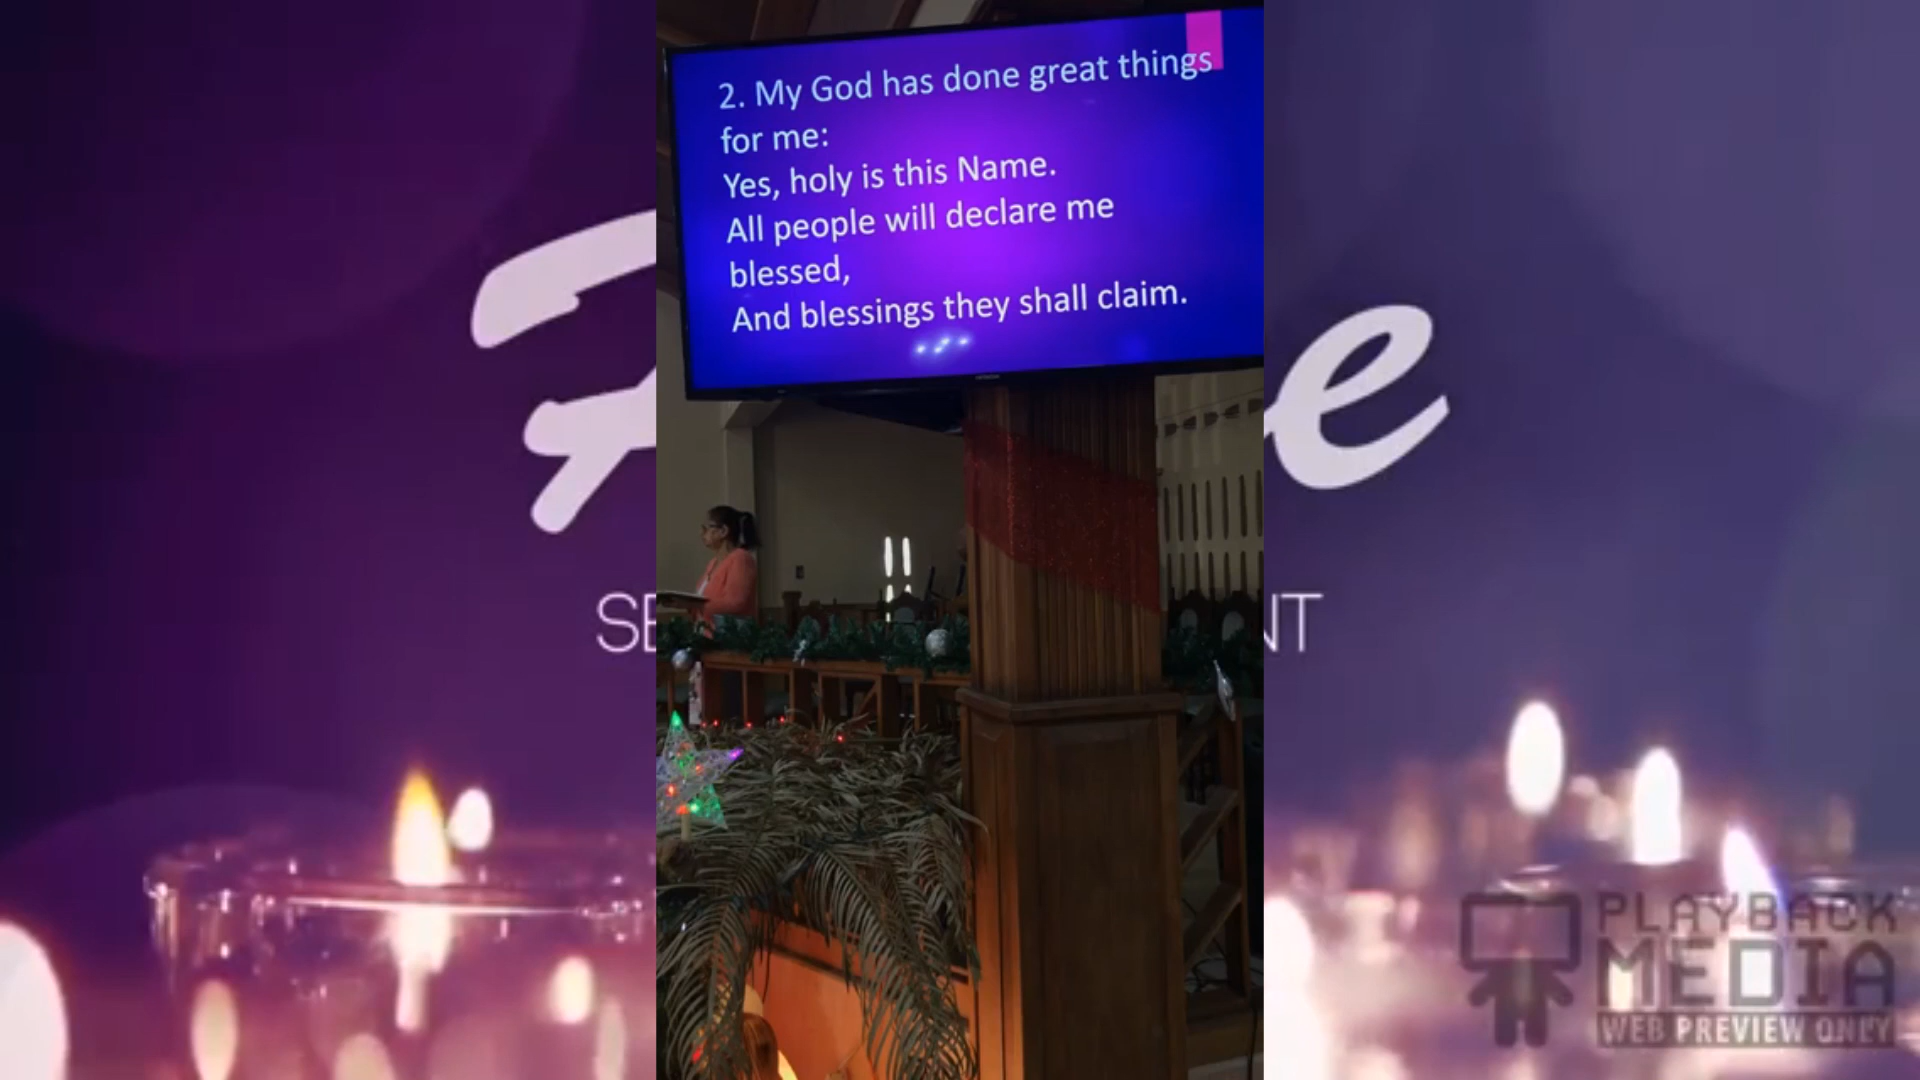 2. My God has done great things
for me:
Yes, holy is this Name.
All people will declare me
blessed,
And blessings they shall claim.
PLAYBACK
MEDIA
WEB PREVIEW ONLY